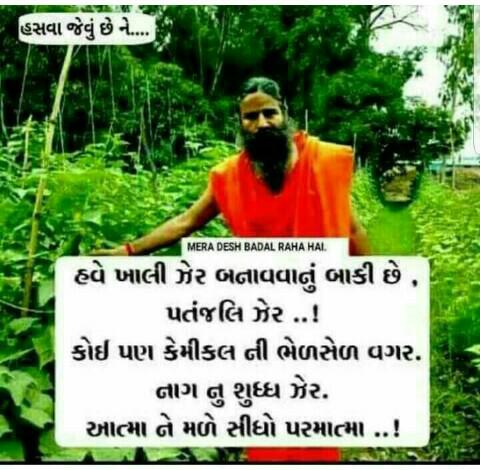 હસવા જેવું છે ને....
MERA DESH BADAL RAHA HAI.
હવે ખાલી ઝેર બનાવવાનું બાકી છે ,
પતંજલિ ઝેર ..!
કોઈ પણ કેમીકલ ની ભેળસેળ વગર.
નાગ નુ શુધ્ધ ઝેર.
આત્મા ને મળે સીધો પરમાત્મા ..!